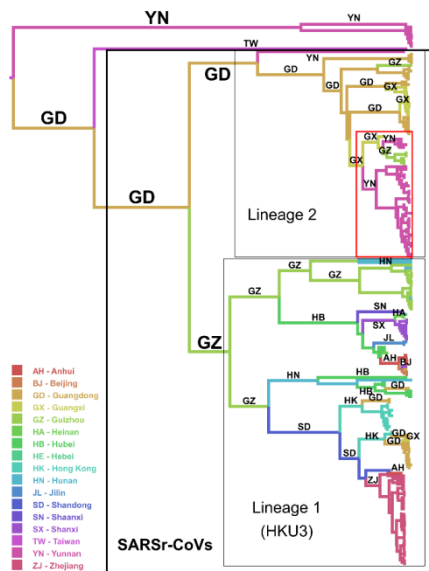 YN
YN
TW
YN
GZ
GD
GD
GD
GD
GX
GX
GD
GD
GX
YN
GZ
GX
YN
GD
Lineage 2
HN
GZ
GZ
SN
HA
HB
SX
JL
GZ
AH
BJ
HN
HB
HB
GD
GZ
HK
GD
SD
HK
GD
GX
GD
SD
AH
ZJ
Lineage 1
(HKU3)
SARSr-CoVs
AH - Anhui
BJ - Beijing
GD - Guangdong
GX - Guangxi
GZ - Guizhou
HA - Heinan
HB - Hubei
HE - Hebei
HK - Hong Kong
HN - Hunan
JL - Jilin
SD - Shandong
SN - Shaanxi
SX - Shanxi
TW - Taiwan
YN - Yunnan
ZJ - Zhejiang